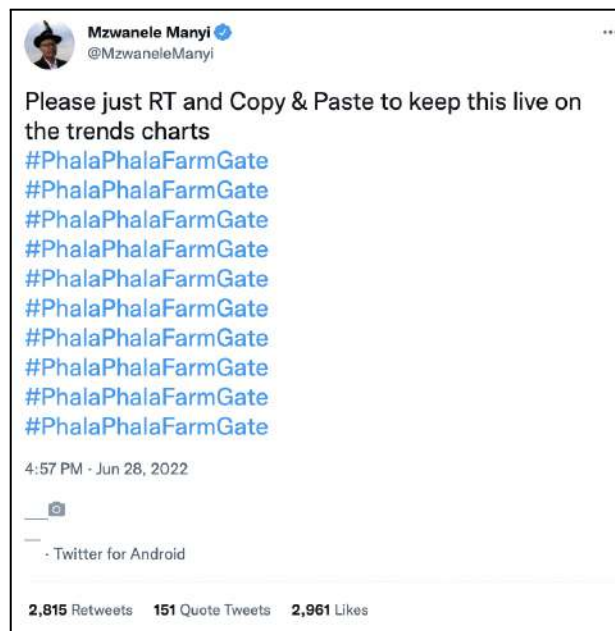 Mzwanele Manyi
@MzwaneleManyi
Please just RT and Copy & Paste to keep this live on
the trends charts
#PhalaPhalaFarmGate
#PhalaPhalaFarmGate
#PhalaPhalaFarmGate
#PhalaPhalaFarmGate
#PhalaPhalaFarmGate
#PhalaPhalaFarmGate
#PhalaPhalaFarmGate
#PhalaPhalaFarmGate
#PhalaPhalaFarmGate
#PhalaPhalaFarmGate
4:57 PM · Jun 28, 2022
· Twitter for Android
2,815 Retweets 151 Quote Tweets 2,961 Likes